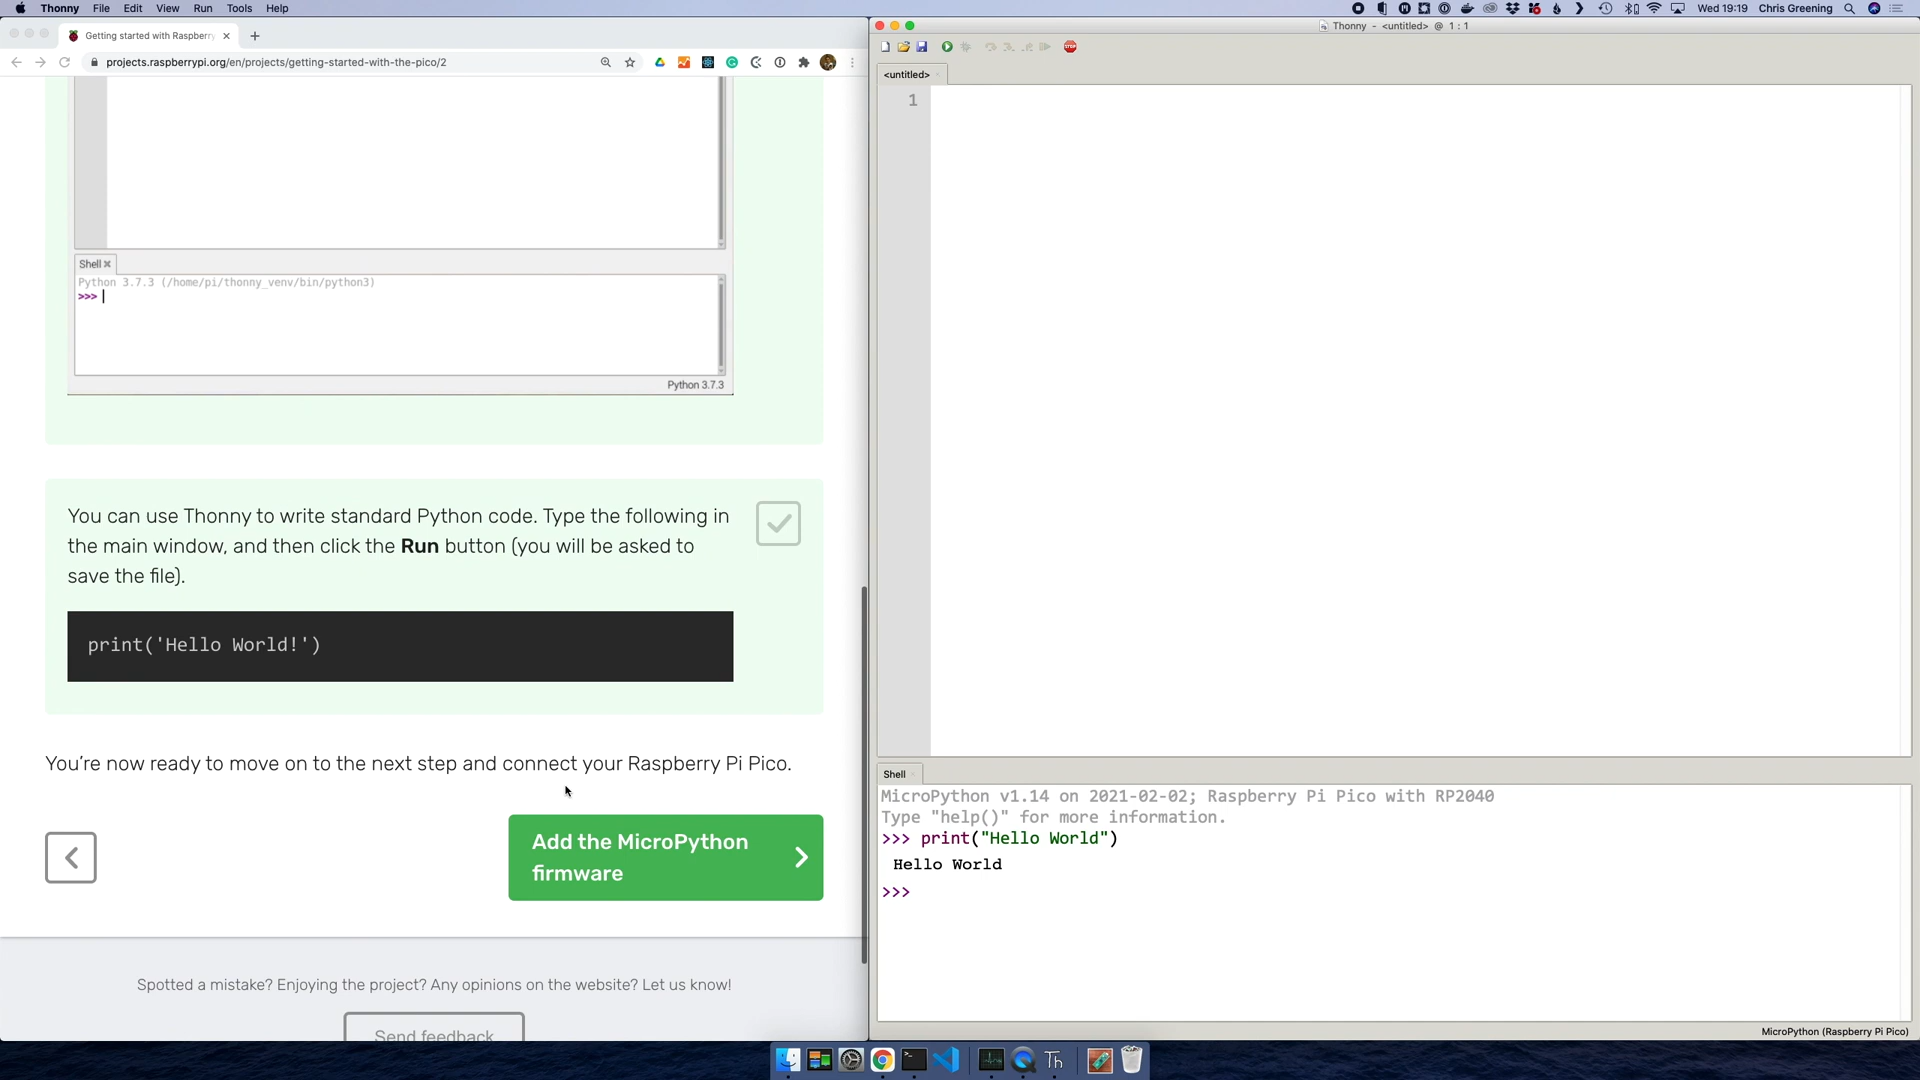 Thonny File Edit View Run Tools Help
Wed 19:19 Chris Greening
Getting started with Raspberry
projects.raspberrypi.org/en/projects/getting-started-with-the-pico/2
Shell
Python 3.7.3 (/home/pi/thonny_venv/bin/python3)
>>>
Python 3.7.3
You can use Thonny to write standard Python code. Type the following in
the main window, and then click the Run button (you will be asked to
save the file).
print('Hello World!')
You're now ready to move on to the next step and connect your Raspberry Pi Pico.
Add the MicroPython
firmware
Spotted a mistake? Enjoying the project? Any opinions on the website? Let us know!
Send feedback
Thonny - <untitled> @ 1 : 1
STOP
<untitled>
1
Shell
MicroPython v1.14 on 2021-02-02; Raspberry Pi Pico with RP2040
Type "help()" for more information.
>>> print("Hello World")
Hello World
>>>
MicroPython (Raspberry Pi Pico)
Th